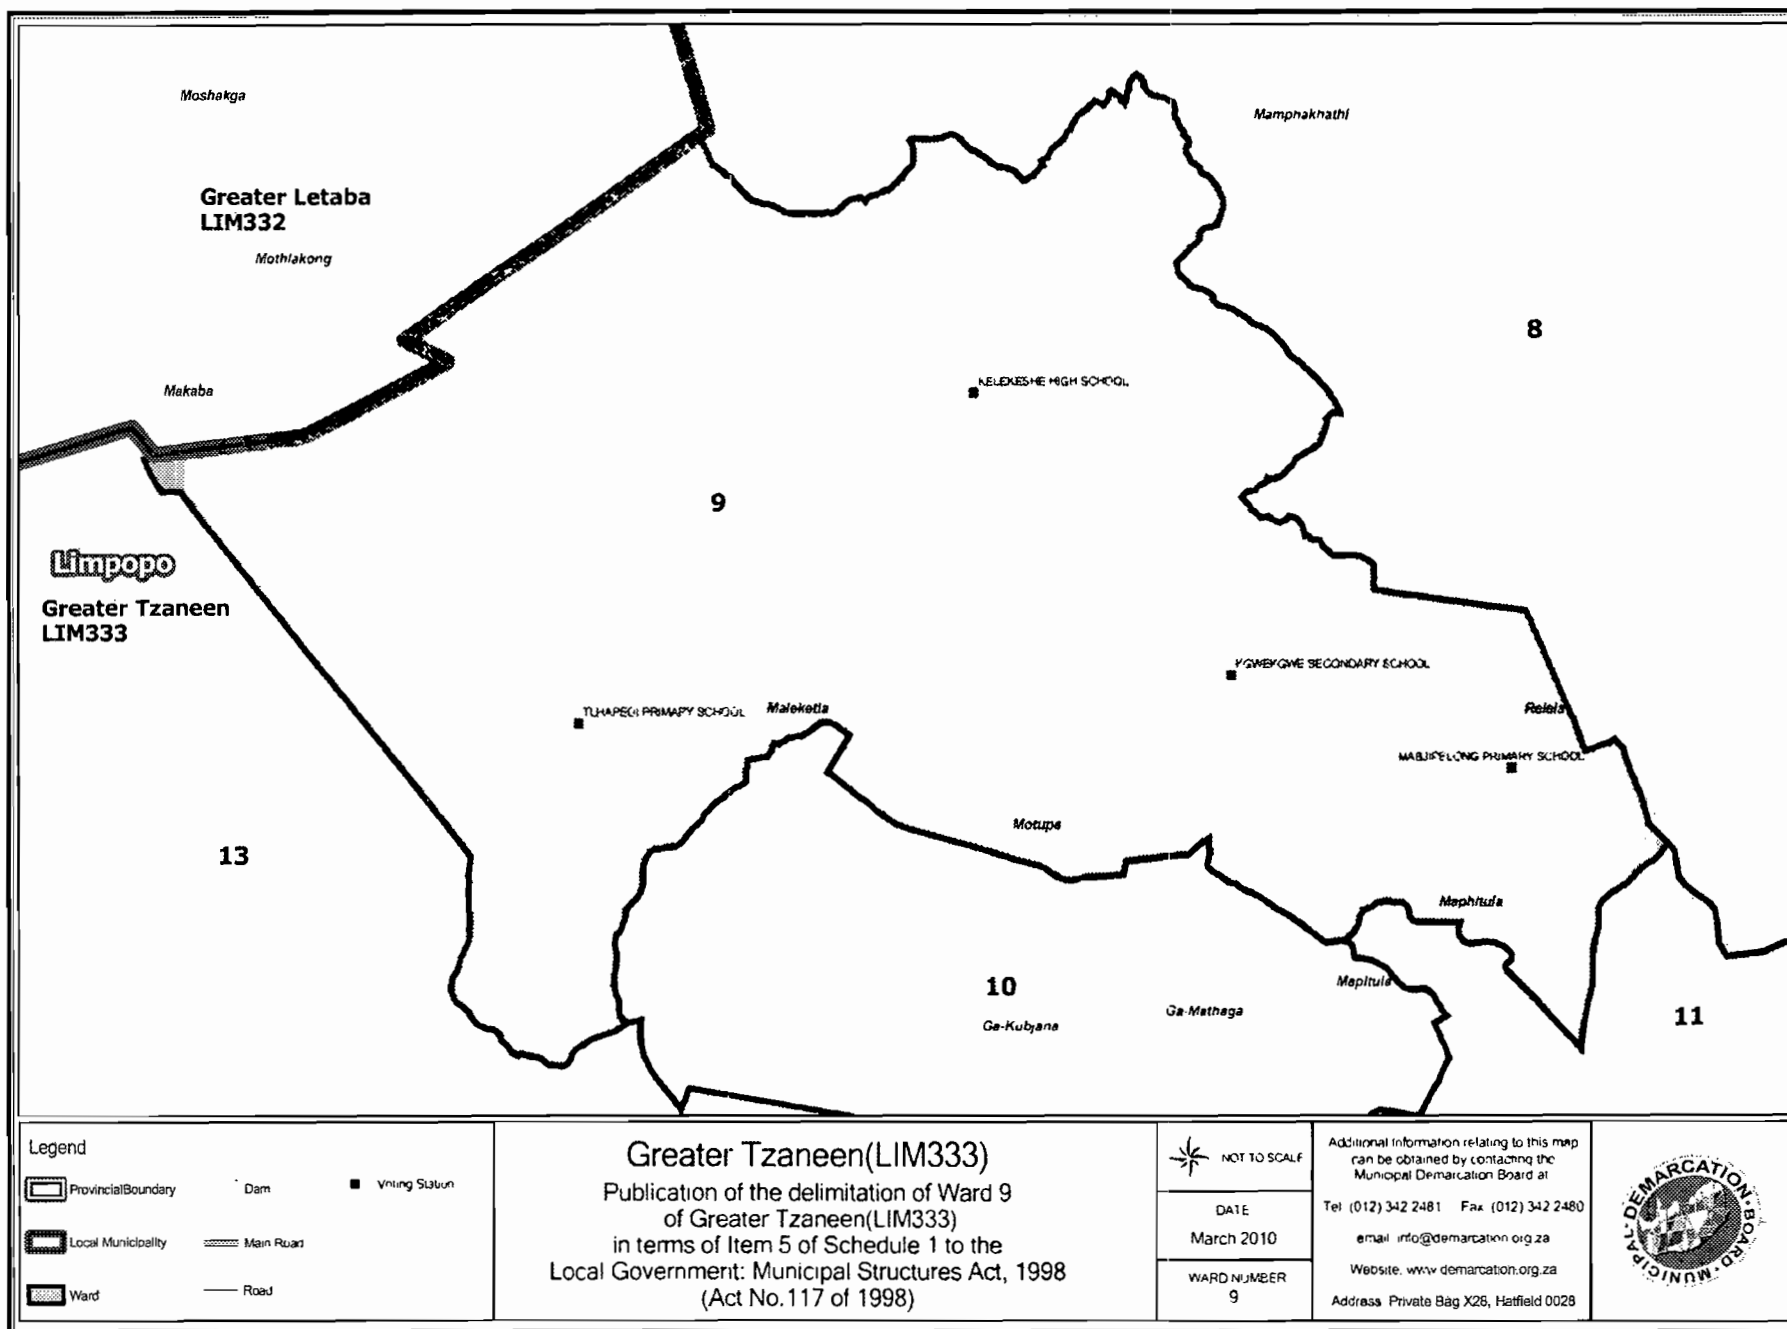 Moshakga
Mamphakhathi
Greater Letaba
LIM332
Mothlakong
8
KELEKESHE HIGH SCHOOL
Makaba
9
Limpopo
Greater Tzaneen
LIM333
SECONDARY SCHOOL
Relela
PRIMARY SCHOOL
Maleketla
PRIMARY SCHOOL
Motupa
13
Maphitula
10
Mapitula
Ga-Kubjana
Ga-Mathaga
11
Legend
ProvincialBoundary
Dam
Voting Station
Local Municipality
Main Road
Ward
Road
Greater Tzaneen(LIM333)
Publication of the delimitation of Ward 9
of Greater Tzaneen(LIM333)
in terms of Item 5 of Schedule 1 to the
Local Government: Municipal Structures Act, 1998
(Act No.117 of 1998)
NOT TO SCALE
DATE
March 2010
WARD NUMBER
9
Additional Information relating to this map
can be obtained by contacting the
Municipal Demarcation Board at
Tel (012) 342 2481 Fax (012) 342 2480
email info@demarcation.org.za
Website. www demarcation.org.za
Address Private Bag X28, Hatfield 0028
MUNICIPAL DEMARCATION BOARD